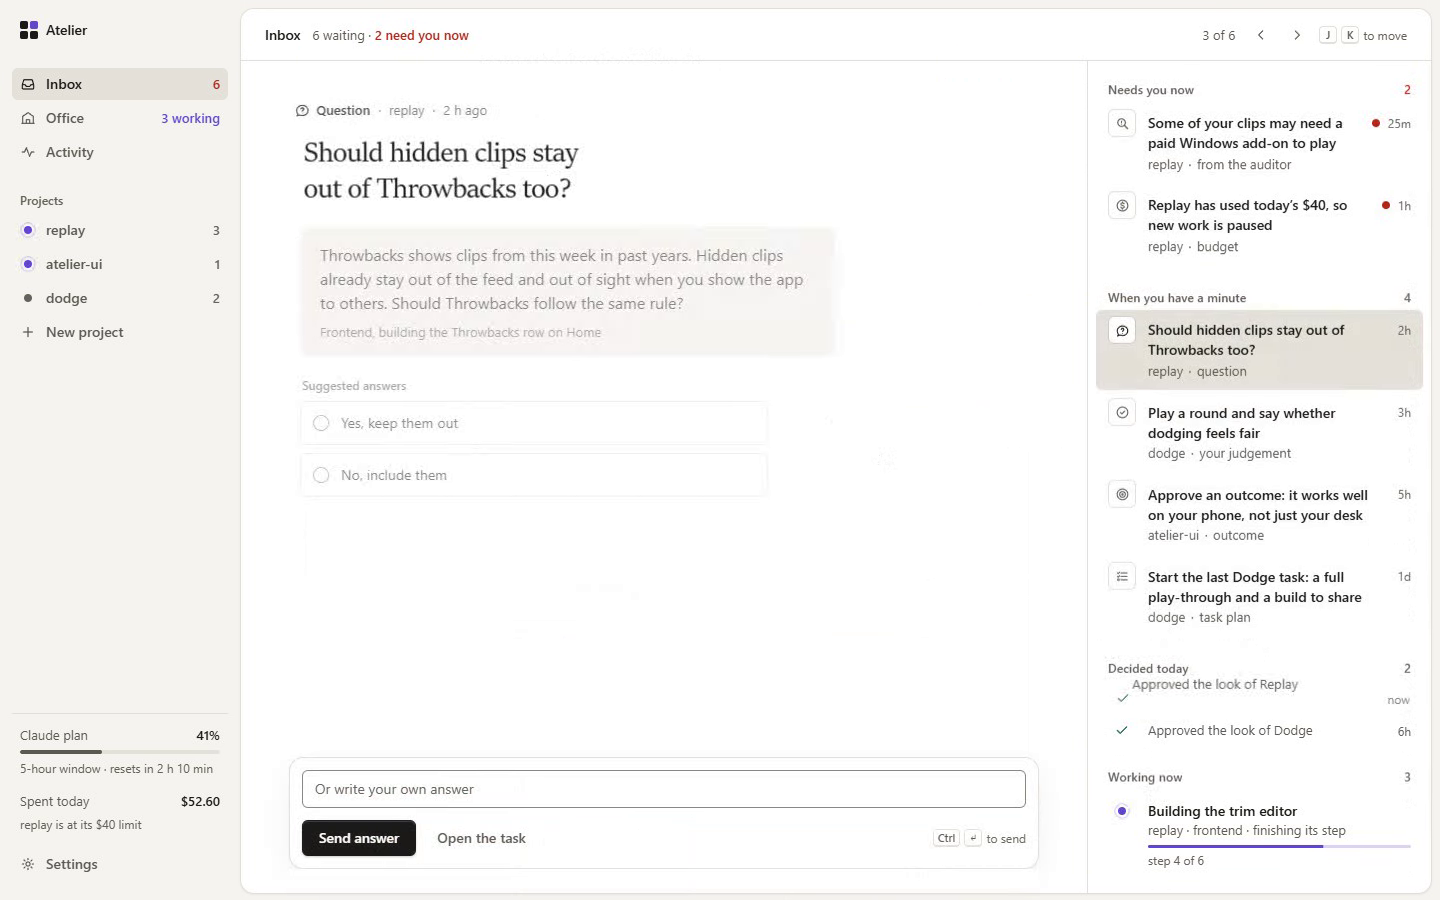 Atelier
Inbox 6
Office 3 working
Activity
Projects
replay 3
atelier-ui 1
dodge 2
New project
Claude plan 41%
5-hour window · resets in 2 h 10 min
Spent today $52.60
replay is at its $40 limit
Settings
Inbox 6 waiting · 2 need you now
3 of 6 J K to move
Question · replay · 2 h ago
Should hidden clips stay
out of Throwbacks too?
Throwbacks shows clips from this week in past years. Hidden clips
already stay out of the feed and out of sight when you show the app
to others. Should Throwbacks follow the same rule?
Frontend, building the Throwbacks row on Home
Suggested answers
Yes, keep them out
No, include them
Or write your own answer
Send answer Open the task Ctrl ↵ to send
Needs you now 2
Some of your clips may need a 25m
paid Windows add-on to play
replay · from the auditor
Replay has used today's $40, so 1h
new work is paused
replay · budget
When you have a minute 4
Should hidden clips stay out of 2h
Throwbacks too?
replay · question
Play a round and say whether 3h
dodging feels fair
dodge · your judgement
Approve an outcome: it works well 5h
on your phone, not just your desk
atelier-ui · outcome
Start the last Dodge task: a full 1d
play-through and a build to share
dodge · task plan
Decided today 2
Approved the look of Replay
now
Approved the look of Dodge 6h
Working now 3
Building the trim editor
replay · frontend · finishing its step
step 4 of 6